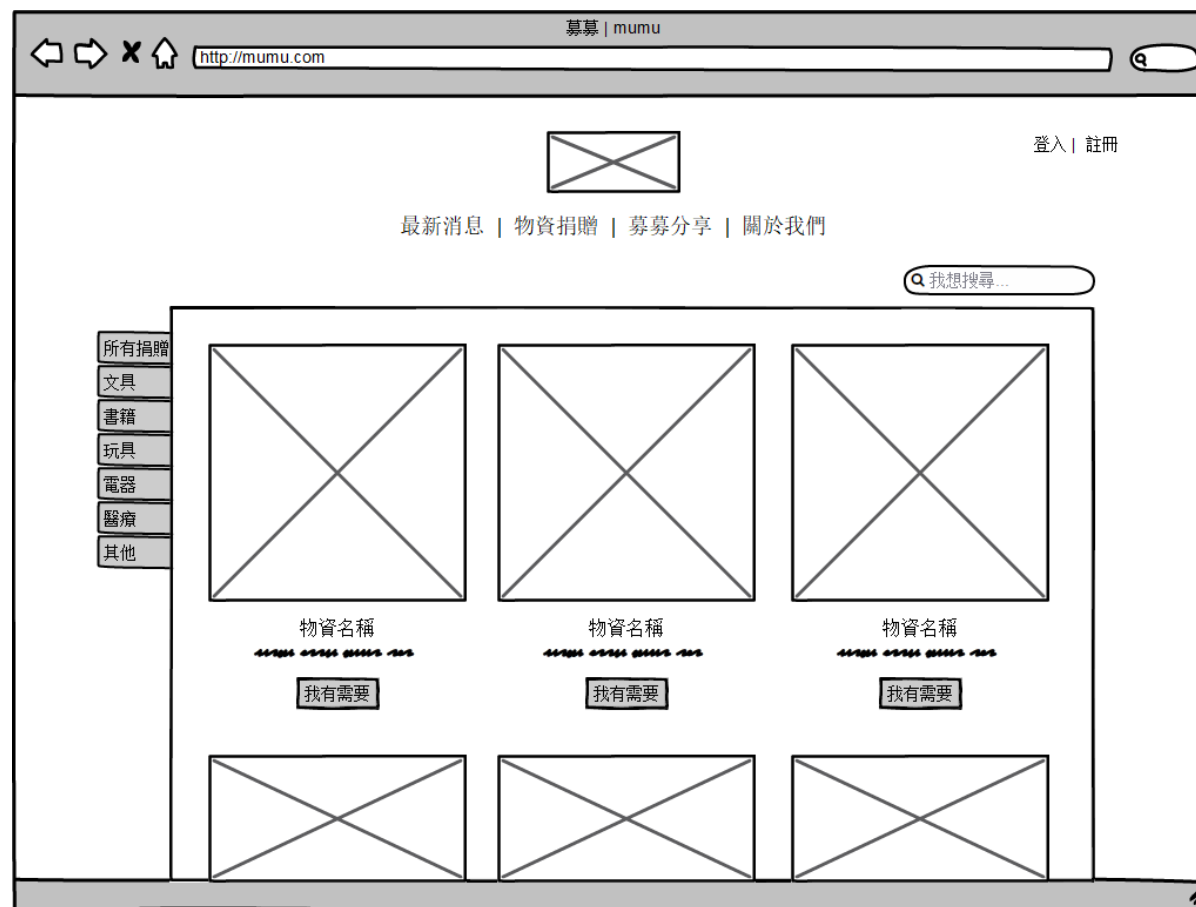 募募 | mumu
http://mumu.com
登入 | 註冊
最新消息 | 物資捐贈 | 募募分享 | 關於我們
我想搜尋...
所有捐贈
文具
書籍
玩具
電器
醫療
其他
物資名稱 物資名稱 物資名稱
我有需要 我有需要 我有需要